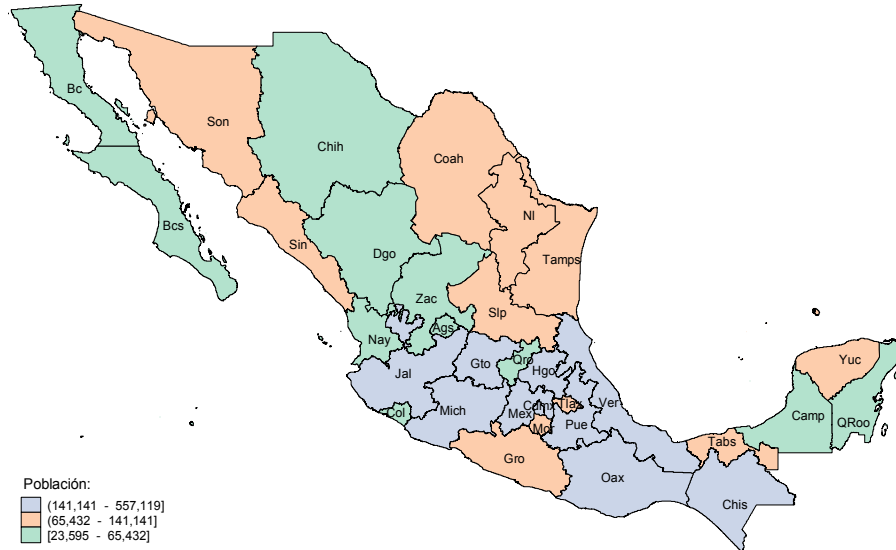 Bc
Son
Chih
Coah
Nl
Bcs
Sin
Dgo
Tamps
Zac
Slp
Ags
Nay
Qro
Yuc
Jal
Gto
Hgo
Camp
QRoo
Col
Mich
Mex
Cdmx
Tlax
Ver
Mor
Pue
Tabs
Gro
Oax
Chis
Población:
(141,141 - 557,119]
(65,432 - 141,141]
[23,595 - 65,432]